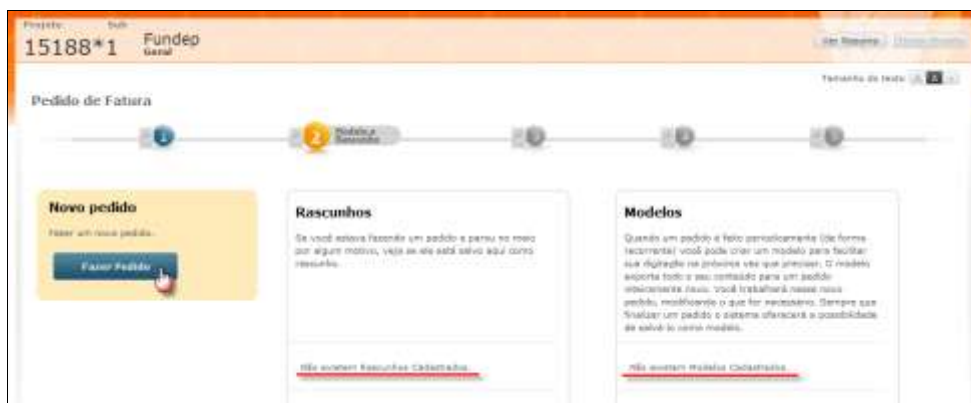 Projeto Sub
15188*1 Fundep
Geral
Ver Resumo
Tamanho do texto
Pedido de Fatura
1
2 Modelo e Rascunho
3
4
5
Novo pedido
Fazer um novo pedido.
Fazer Pedido
Rascunhos
Se você estava fazendo um pedido e parou no meio
por algum motivo, veja se ele está salvo aqui como
rascunho.
Não existem Rascunhos Cadastrados.
Modelos
Quando um pedido é feito periodicamente (de forma
recorrente) você pode criar um modelo para facilitar
sua digitação na próxima vez que precisar. O modelo
exporta todo o seu conteúdo para um pedido
inteiramente novo. Você trabalhará nesse novo
pedido, modificando o que for necessário. Sempre que
finalizar um pedido o sistema oferecerá a possibilidade
de salvá-lo como modelo.
Não existem Modelos Cadastrados.